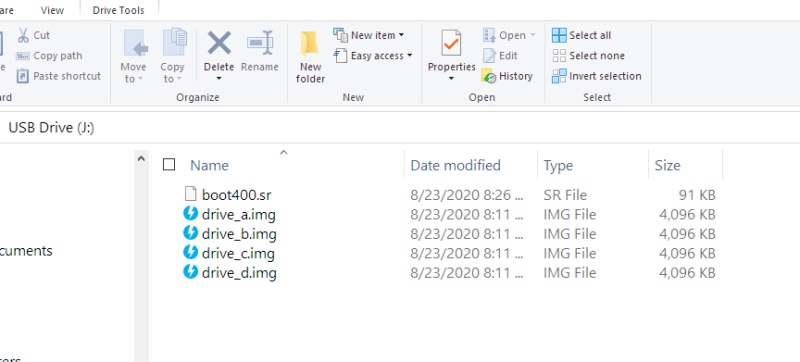 are View Drive Tools
Cut
Copy path
Paste shortcut
Move to
Copy to
Delete
Rename
New folder
New item
Easy access
Properties
Open
Edit
History
Select all
Select none
Invert selection
ard Organize New Open Select
USB Drive (J:)
Name Date modified Type Size
boot400.sr 8/23/2020 8:26 ... SR File 91 KB
drive_a.img 8/23/2020 8:11 ... IMG File 4,096 KB
drive_b.img 8/23/2020 8:11 ... IMG File 4,096 KB
drive_c.img 8/23/2020 8:11 ... IMG File 4,096 KB
drive_d.img 8/23/2020 8:11 ... IMG File 4,096 KB
cuments